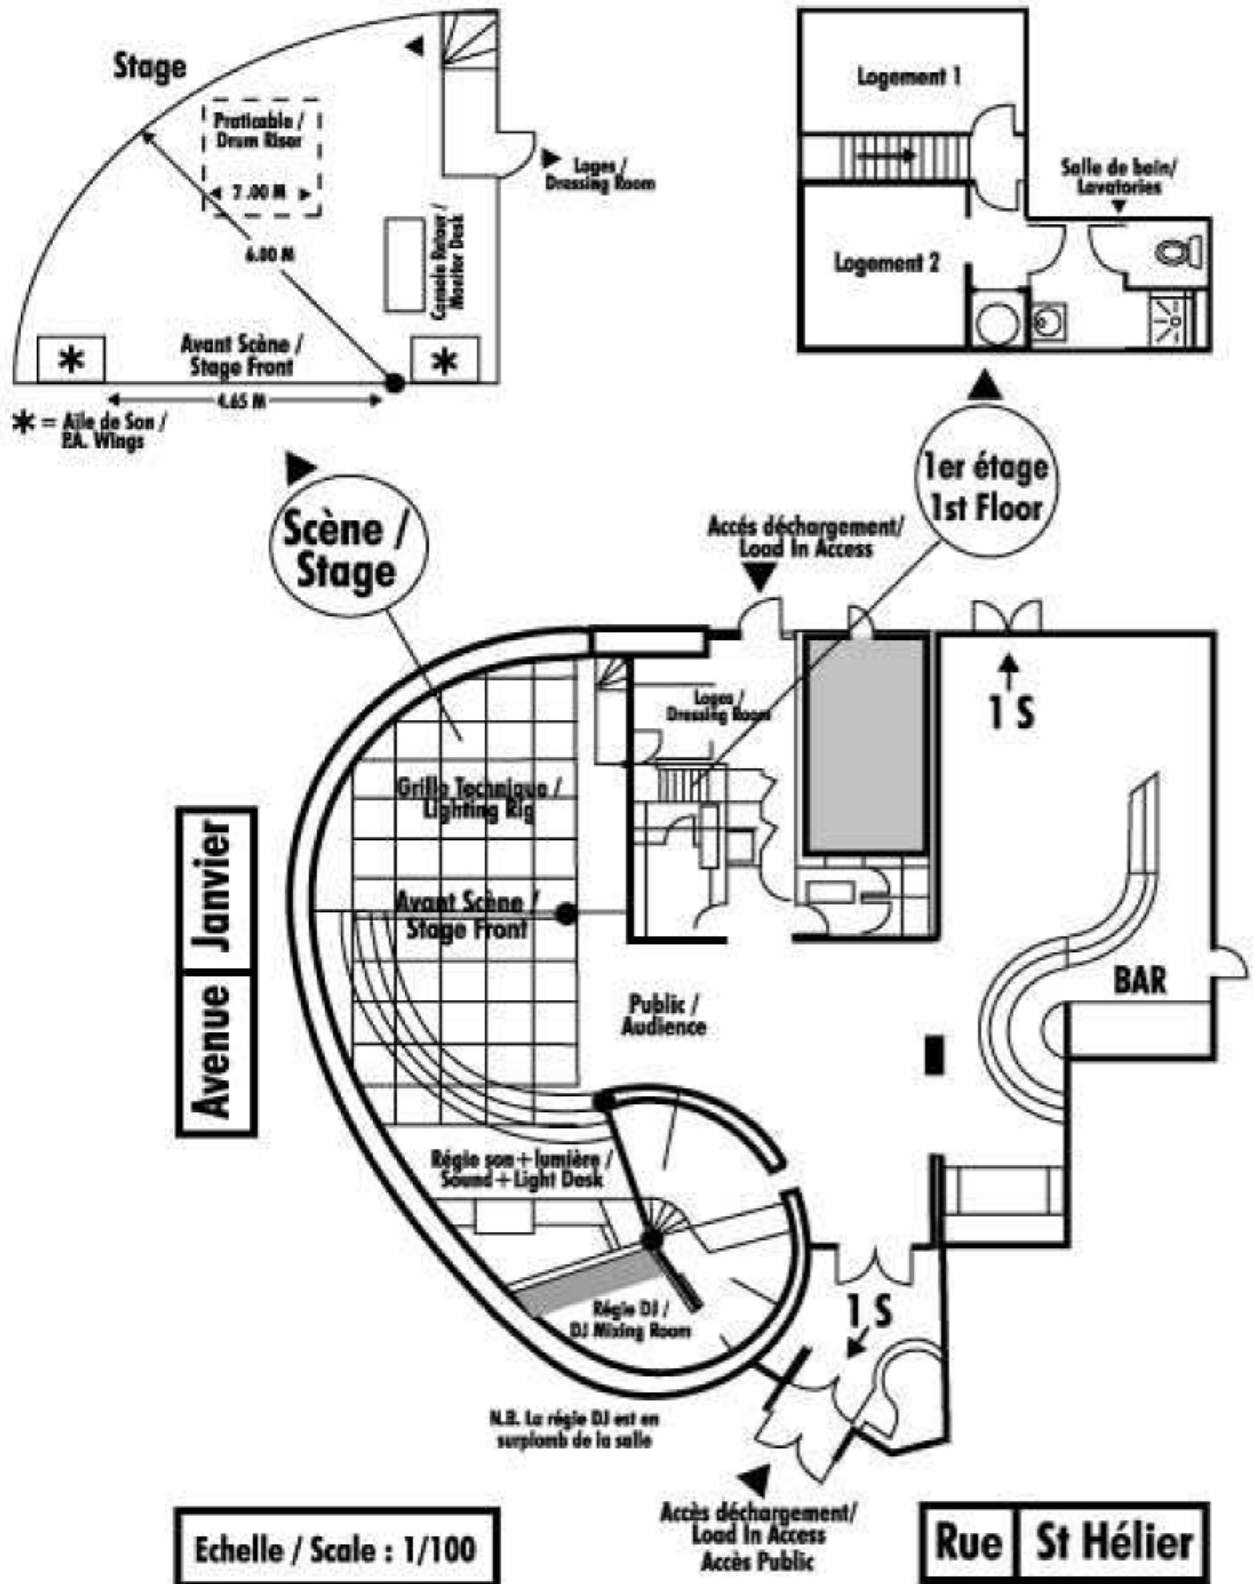 Stage
Praticable /
Drum Risor
2.00 M
6.00 M
Loges /
Dressing Room
Console Retour /
Monitor Desk
Avant Scène /
Stage Front
4.65 M
* = Aile de Son /
P.A. Wings
Logement 1
Salle de bain/
Lavatories
Logement 2
1er étage
1st Floor
Scène /
Stage
Accés déchargement/
Load In Access
1 S
Loges /
Dressing Room
Grille Technique /
Lighting Rig
Avant Scène /
Stage Front
Avenue Janvier
BAR
Public /
Audience
Régie son+lumière /
Sound+Light Desk
Régie DJ /
DJ Mixing Room
1 S
N.B. La régie DJ est en
surplomb de la salle
Accès déchargement/
Load In Access
Accès Public
Echelle / Scale : 1/100
Rue St Hélier